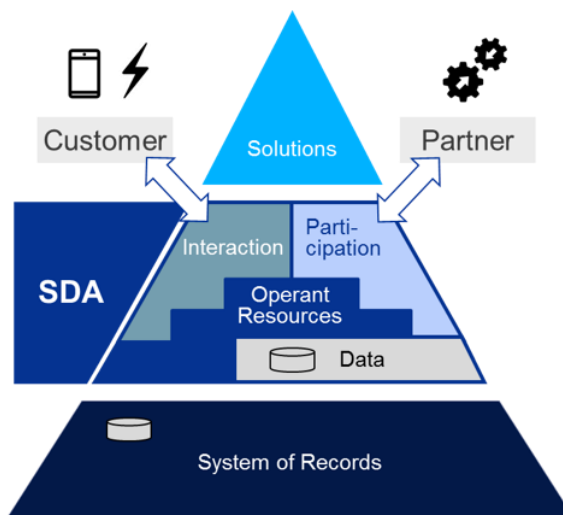 Customer
Partner
Solutions
SDA
Interaction
Parti-
cipation
Operant
Resources
Data
System of Records